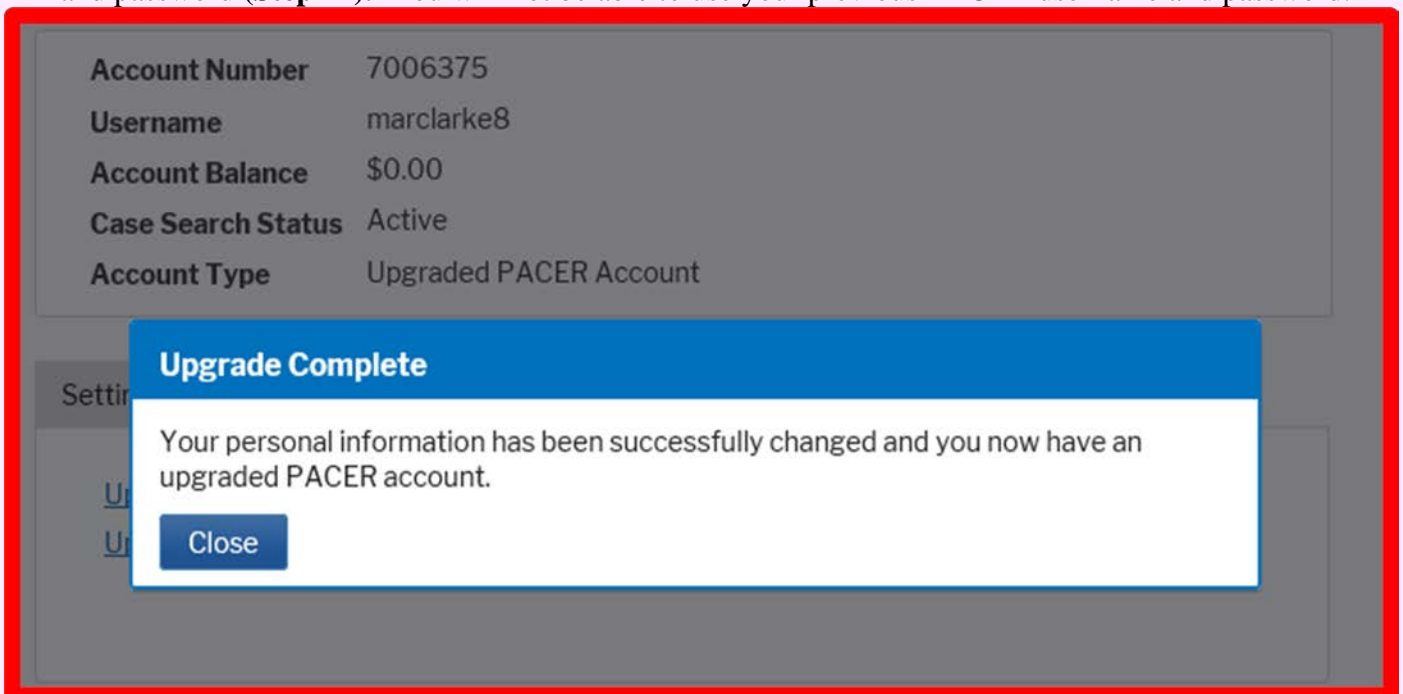 Account Number 7006375
Username marclarke8
Account Balance $0.00
Case Search Status Active
Account Type Upgraded PACER Account
Upgrade Complete
Your personal information has been successfully changed and you now have an
upgraded PACER account.
Close